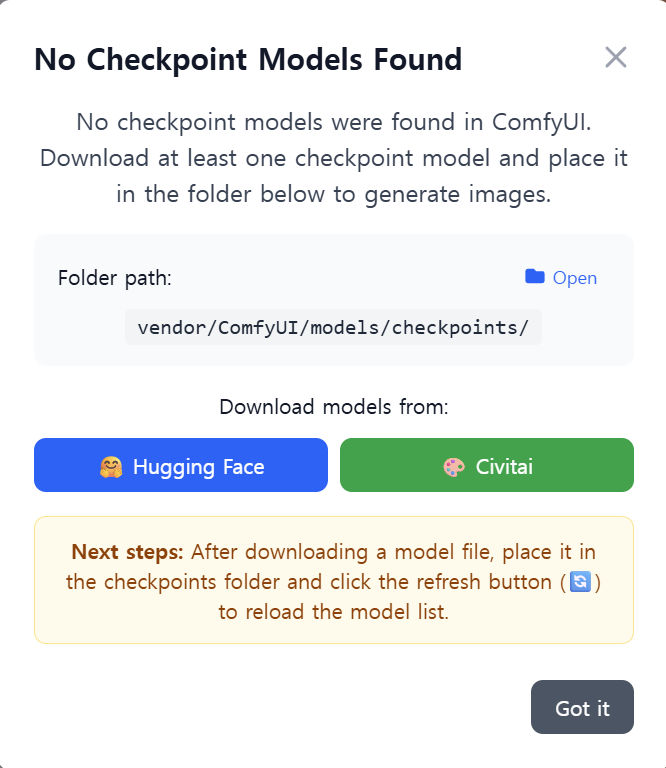 No Checkpoint Models Found
No checkpoint models were found in ComfyUI.
Download at least one checkpoint model and place it
in the folder below to generate images.
Folder path:
Open
vendor/ComfyUI/models/checkpoints/
Download models from:
🤗 Hugging Face
🎨 Civitai
Next steps: After downloading a model file, place it in
the checkpoints folder and click the refresh button (🔄)
to reload the model list.
Got it